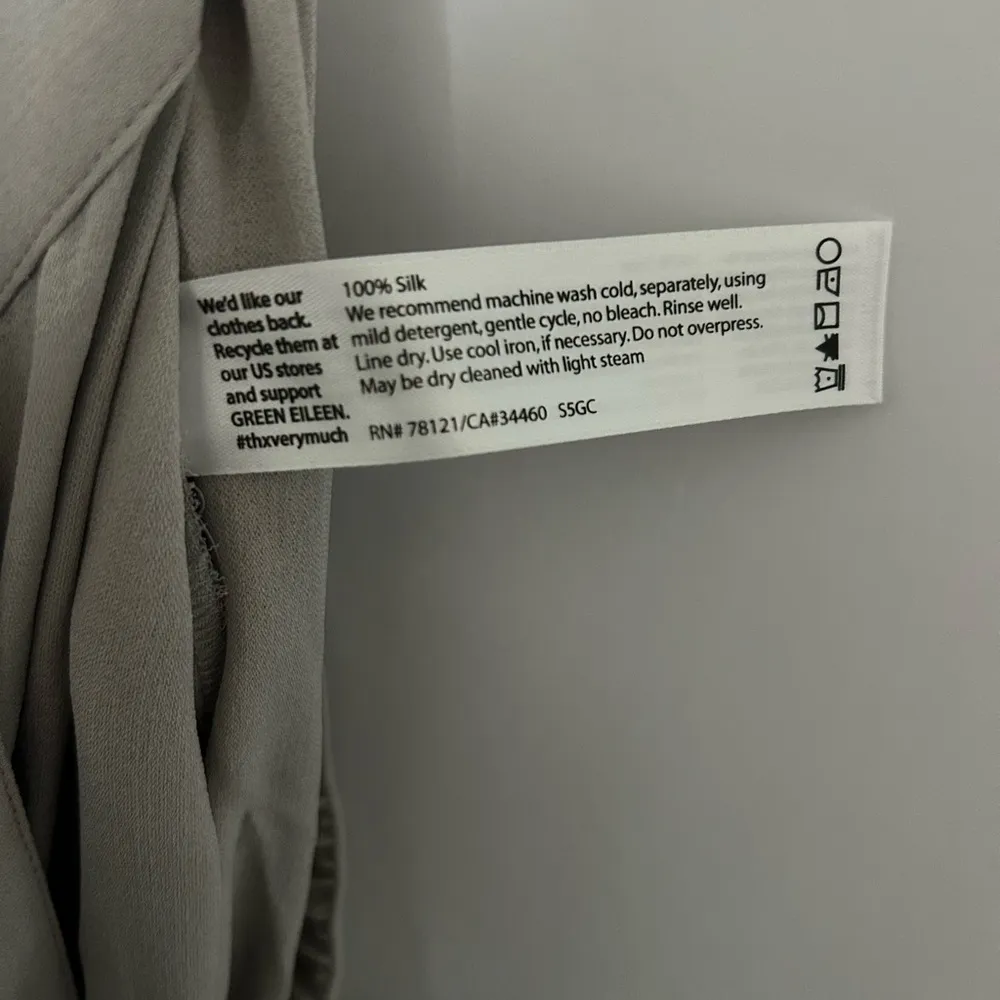 We'd like our
clothes back.
Recycle them at
our US stores
and support
GREEN EILEEN.
#thxverymuch
100% Silk
We recommend machine wash cold, separately, using
mild detergent, gentle cycle, no bleach. Rinse well.
Line dry. Use cool iron, if necessary. Do not overpress.
May be dry cleaned with light steam
RN# 78121/CA#34460 S5GC